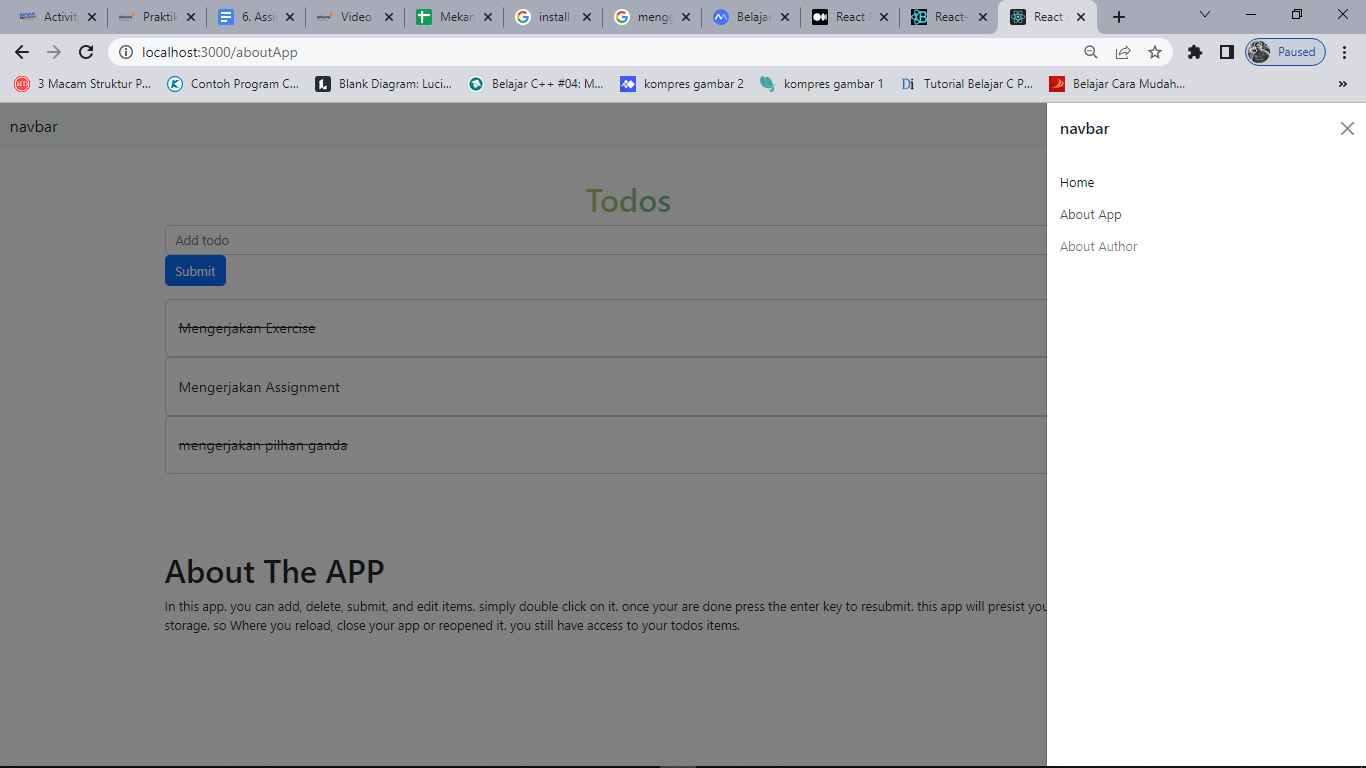 Activit
Praktik
6. Assi
Video
Mekan
install
mengg
Belajar
React
React-
React
localhost:3000/aboutApp
Paused
3 Macam Struktur P...
Contoh Program C...
Blank Diagram: Luci...
Belajar C++ #04: M...
kompres gambar 2
kompres gambar 1
Di
Tutorial Belajar C P...
Belajar Cara Mudah...
»
navbar
navbar
Home
About App
About Author
Todos
Add todo
Submit
Mengerjakan Exercise
Mengerjakan Assignment
mengerjakan pilhan ganda
About The APP
In this app. you can add, delete, submit, and edit items. simply double click on it. once your are done press the enter key to resubmit. this app will presist you
storage. so Where you reload, close your app or reopened it. you still have access to your todos items.